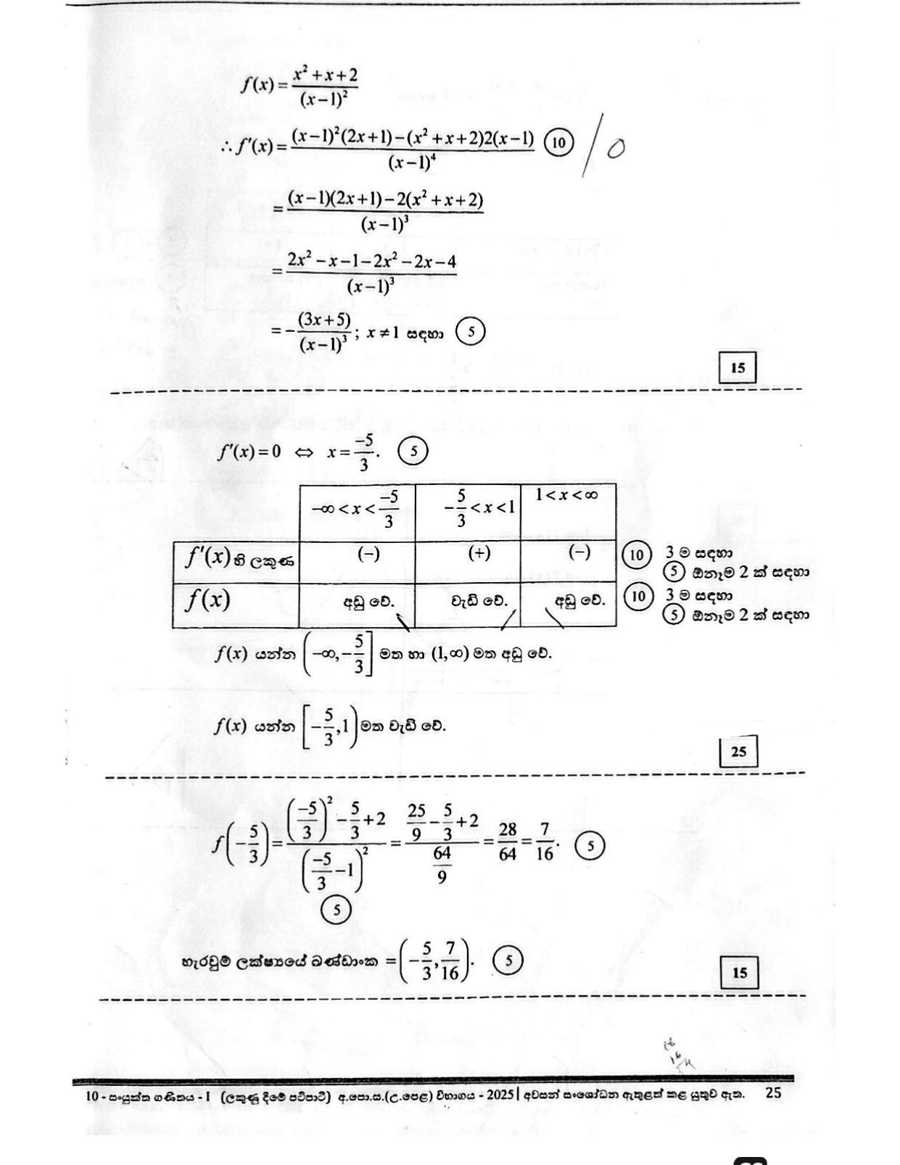 f(x) = (x² + x + 2)/(x−1)²
∴ f′(x) = ((x−1)²(2x+1) − (x² + x + 2)2(x−1))/(x−1)⁴ ⑩ / 0
= ((x−1)(2x+1) − 2(x² + x + 2))/(x−1)³
= (2x² − x − 1 − 2x² − 2x − 4)/(x−1)³
= −(3x+5)/(x−1)³ ; x ≠ 1 සඳහා ⑤
15
f′(x) = 0 ⇔ x = −5/3. ⑤
−∞ < x < −5/3 −5/3 < x < 1 1 < x < ∞
f′(x) හි ලකුණ (−) (+) (−) ⑩ 3 ම සඳහා
⑤ ඕනෑම 2 ක් සඳහා
f(x) අඩු වේ. වැඩි වේ. අඩු වේ. ⑩ 3 ම සඳහා
⑤ ඕනෑම 2 ක් සඳහා
f(x) යන්න (−∞, −5/3] මත හා (1, ∞) මත අඩු වේ.
f(x) යන්න [−5/3, 1) මත වැඩි වේ.
25
f(−5/3) = ((−5/3)² − 5/3 + 2)/(−5/3 − 1)² = (25/9 − 5/3 + 2)/(64/9) = 28/64 = 7/16. ⑤
⑤
හැරවුම් ලක්ෂ්‍යයේ ඛණ්ඩාංක = (−5/3, 7/16). ⑤
15
10 - සංයුක්ත ගණිතය - I (ලකුණු දීමේ පටිපාටි) අ.පො.ස.(උ.පෙළ) විභාගය - 2025 | අවසන් සංශෝධන ඇතුළත් කළ යුතුව ඇත. 25